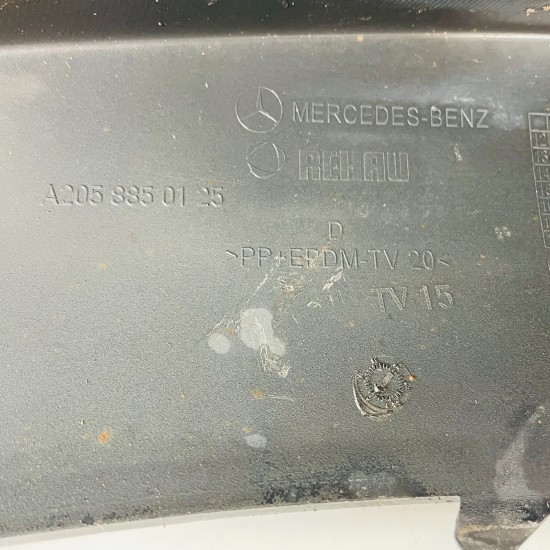 MERCEDES-BENZ
REHAU
A205 885 01 25
D
>PP+EPDM-TV 20<
TV 15